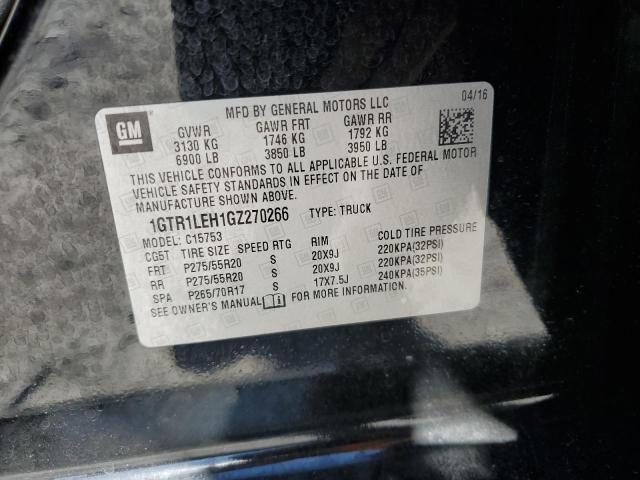 GM
MFD BY GENERAL MOTORS LLC
04/16
GVWR GAWR FRT GAWR RR
3130 KG 1746 KG 1792 KG
6900 LB 3850 LB 3950 LB
THIS VEHICLE CONFORMS TO ALL APPLICABLE U.S. FEDERAL MOTOR
VEHICLE SAFETY STANDARDS IN EFFECT ON THE DATE OF
MANUFACTURE SHOWN ABOVE.
1GTR1LEH1GZ270266 TYPE: TRUCK
MODEL: C15753
CG5T TIRE SIZE SPEED RTG RIM COLD TIRE PRESSURE
FRT P275/55R20 S 20X9J 220KPA(32PSI)
RR P275/55R20 S 20X9J 220KPA(32PSI)
SPA P265/70R17 S 17X7.5J 240KPA(35PSI)
SEE OWNER'S MANUAL FOR MORE INFORMATION.